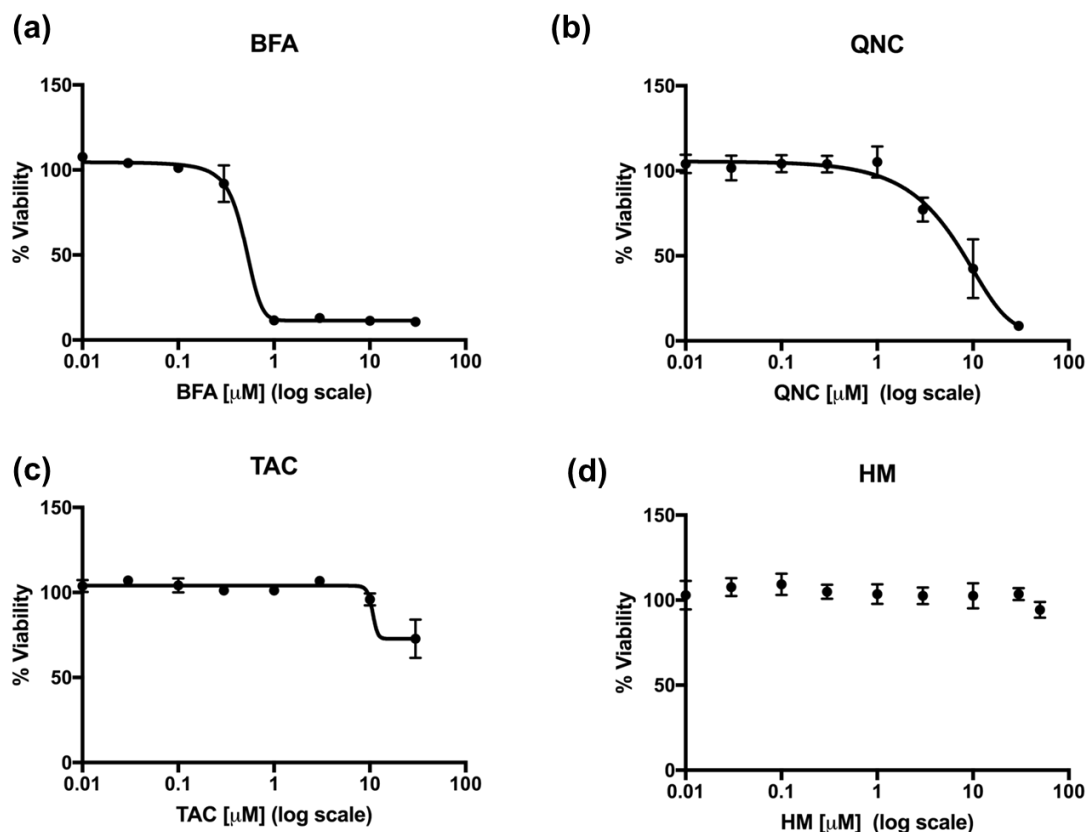 (a)
BFA
% Viability
150
100
50
0
0.01 0.1 1 10 100
BFA [μM] (log scale)
(b)
QNC
% Viability
150
100
50
0
0.01 0.1 1 10 100
QNC [μM] (log scale)
(c)
TAC
% Viability
150
100
50
0
0.01 0.1 1 10 100
TAC [μM] (log scale)
(d)
HM
% Viability
150
100
50
0
0.01 0.1 1 10 100
HM [μM] (log scale)